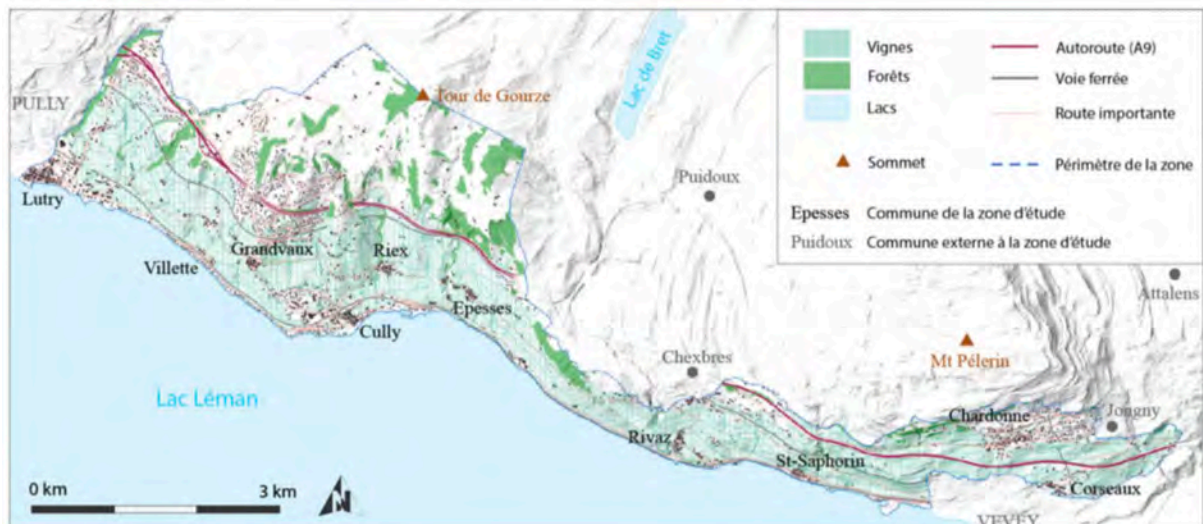 Vignes
Forêts
Lacs
Sommet
Autoroute (A9)
Voie ferrée
Route importante
Périmètre de la zone
Epesses Commune de la zone d'étude
Puidoux Commune externe à la zone d'étude
PULLY
Lac de Bret
Tour de Gourze
Puidoux
Lutry
Grandvaux
Riex
Villette
Epesses
Cully
Attalens
Chexbres
Mt Pélerin
Lac Léman
Chardonne
Jongny
Rivaz
St-Saphorin
Corseaux
0 km 3 km
N
VEVEY